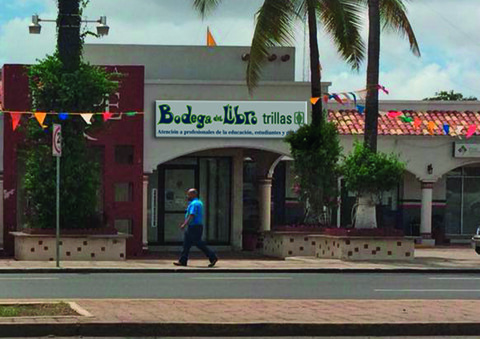 Bodega del Libro trillas
Atención a profesionales de la educación, estudiantes y